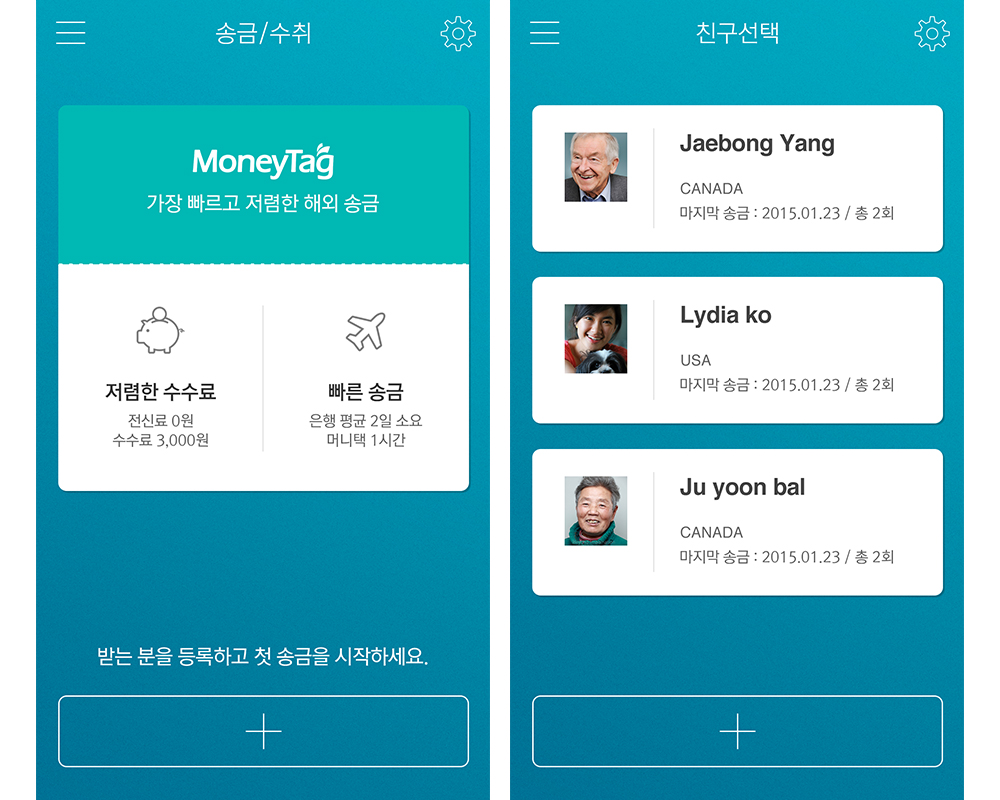 송금/수취
MoneyTag
가장 빠르고 저렴한 해외 송금
저렴한 수수료
전신료 0원
수수료 3,000원
빠른 송금
은행 평균 2일 소요
머니택 1시간
받는 분을 등록하고 첫 송금을 시작하세요.
친구선택
Jaebong Yang
CANADA
마지막 송금 : 2015.01.23 / 총 2회
Lydia ko
USA
마지막 송금 : 2015.01.23 / 총 2회
Ju yoon bal
CANADA
마지막 송금 : 2015.01.23 / 총 2회